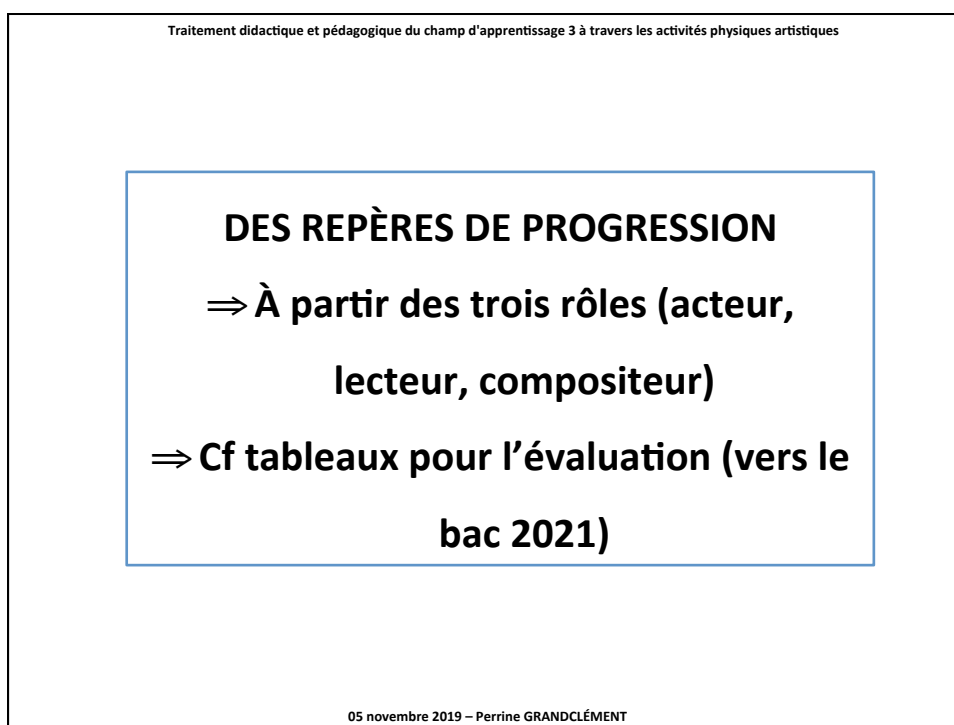 Traitement didactique et pédagogique du champ d'apprentissage 3 à travers les activités physiques artistiques
DES REPÈRES DE PROGRESSION
⇒ À partir des trois rôles (acteur,
lecteur, compositeur)
⇒ Cf tableaux pour l’évaluation (vers le
bac 2021)
05 novembre 2019 – Perrine GRANDCLÉMENT